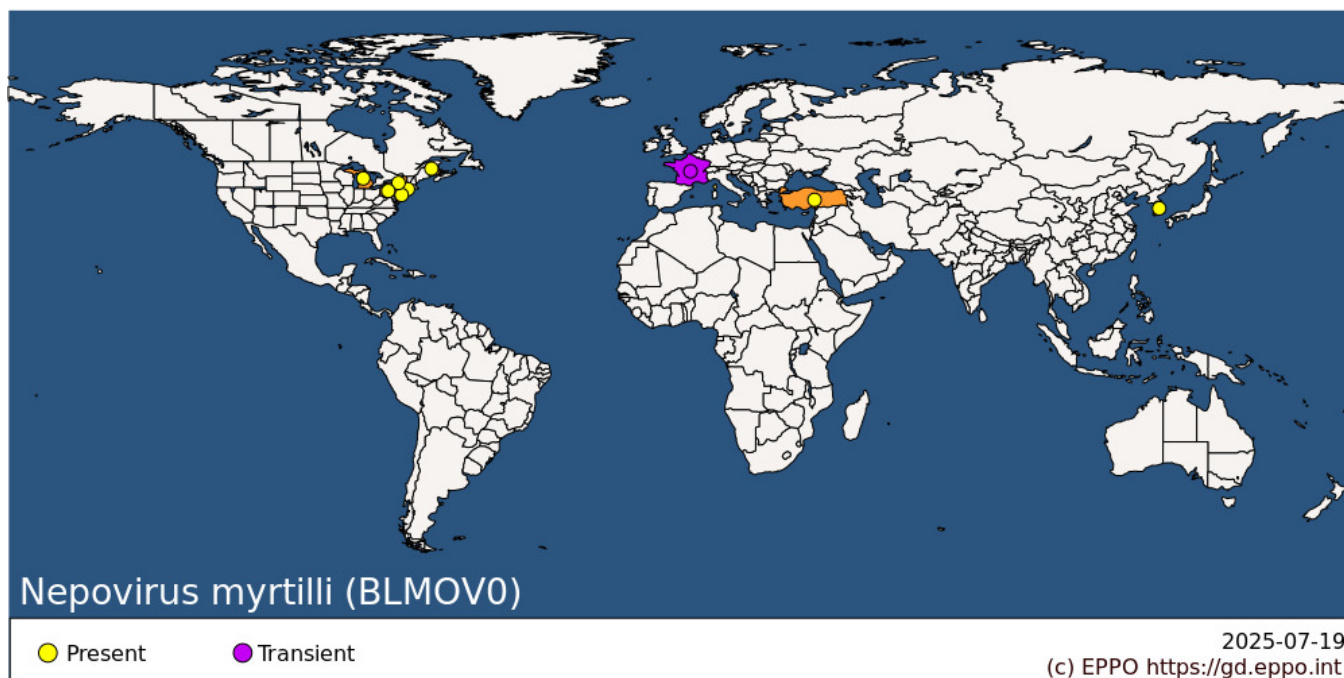 Nepovirus myrtilli (BLMOV0)
Present
Transient
2025-07-19
(c) EPPO https://gd.eppo.int